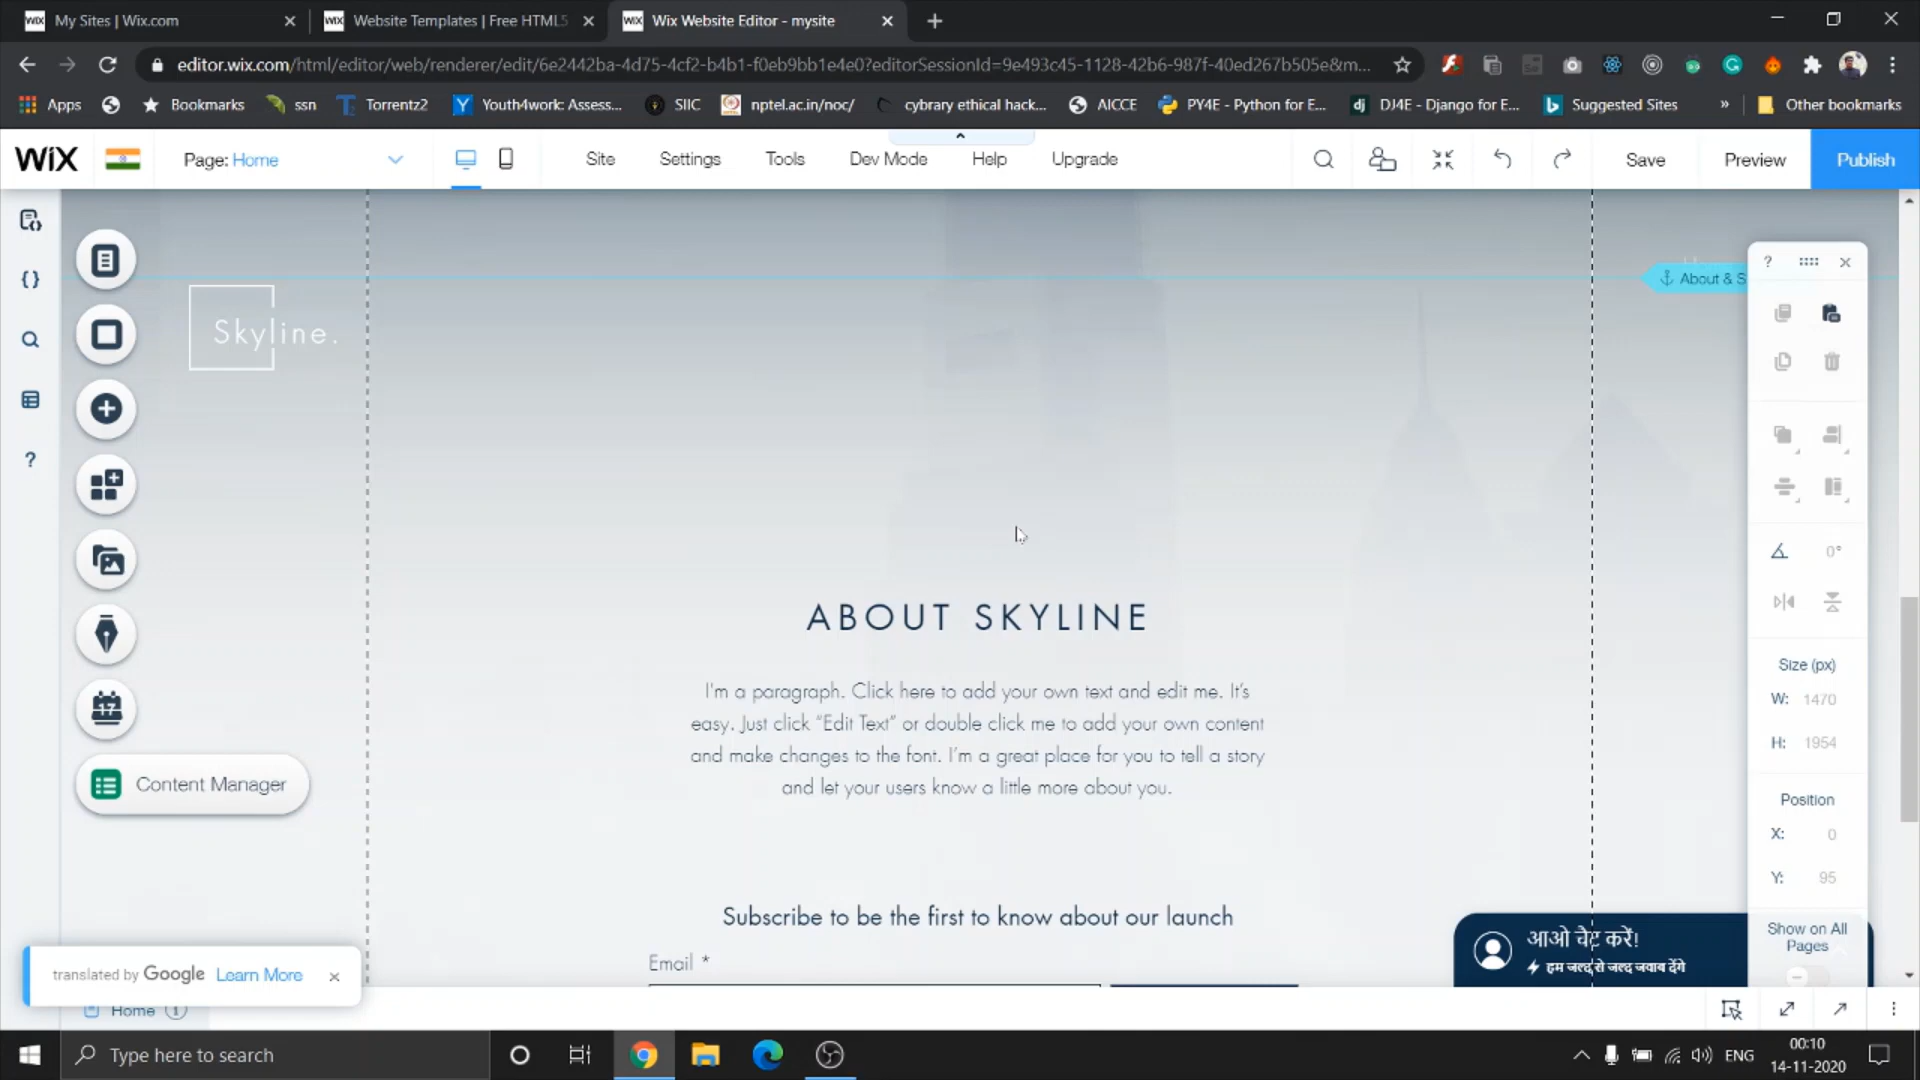 WiX My Sites | Wix.com
WiX Website Templates | Free HTML5
WiX Wix Website Editor - mysite
editor.wix.com/html/editor/web/renderer/edit/6e2442ba-4d75-4cf2-b4b1-f0eb9bb1e4e0?editorSessionId=9e493c45-1128-42b6-987f-40ed267b505e&m...
Apps
Bookmarks
ssn
Torrentz2
Youth4work: Assess...
SIIC
nptel.ac.in/noc/
cybrary ethical hack...
AICCE
PY4E - Python for E...
dj DJ4E - Django for E...
Suggested Sites
»
Other bookmarks
WiX
Page: Home
Site
Settings
Tools
Dev Mode
Help
Upgrade
Save
Preview
Publish
Skyline.
About & S
ABOUT SKYLINE
I'm a paragraph. Click here to add your own text and edit me. It's
easy. Just click “Edit Text” or double click me to add your own content
and make changes to the font. I'm a great place for you to tell a story
and let your users know a little more about you.
Subscribe to be the first to know about our launch
Email *
17
Content Manager
?
?
0°
Size (px)
W: 1470
H: 1954
Position
X: 0
Y: 95
Show on All
Pages
आओ चेट करें!
हम जल्द से जल्द जवाब देंगे
translated by Google Learn More
Home
Type here to search
ENG
00:10
14-11-2020